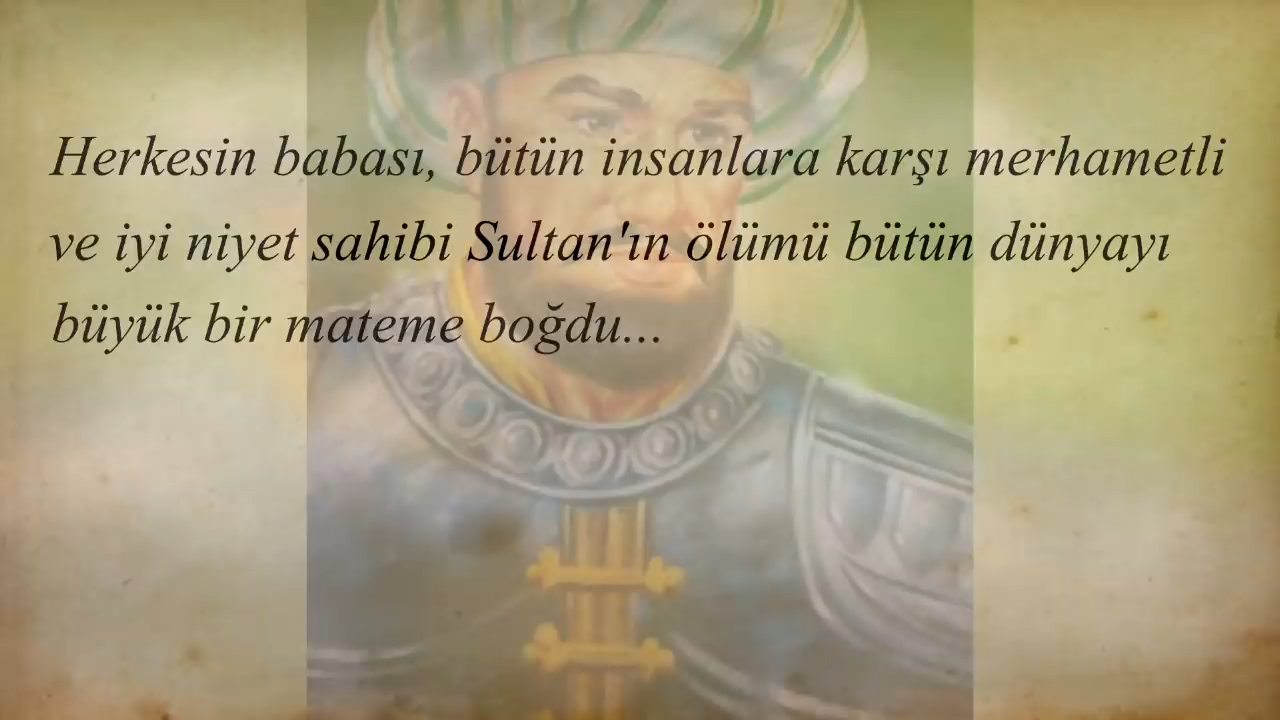 Herkesin babası, bütün insanlara karşı merhametli
ve iyi niyet sahibi Sultan'ın ölümü bütün dünyayı
büyük bir mateme boğdu...